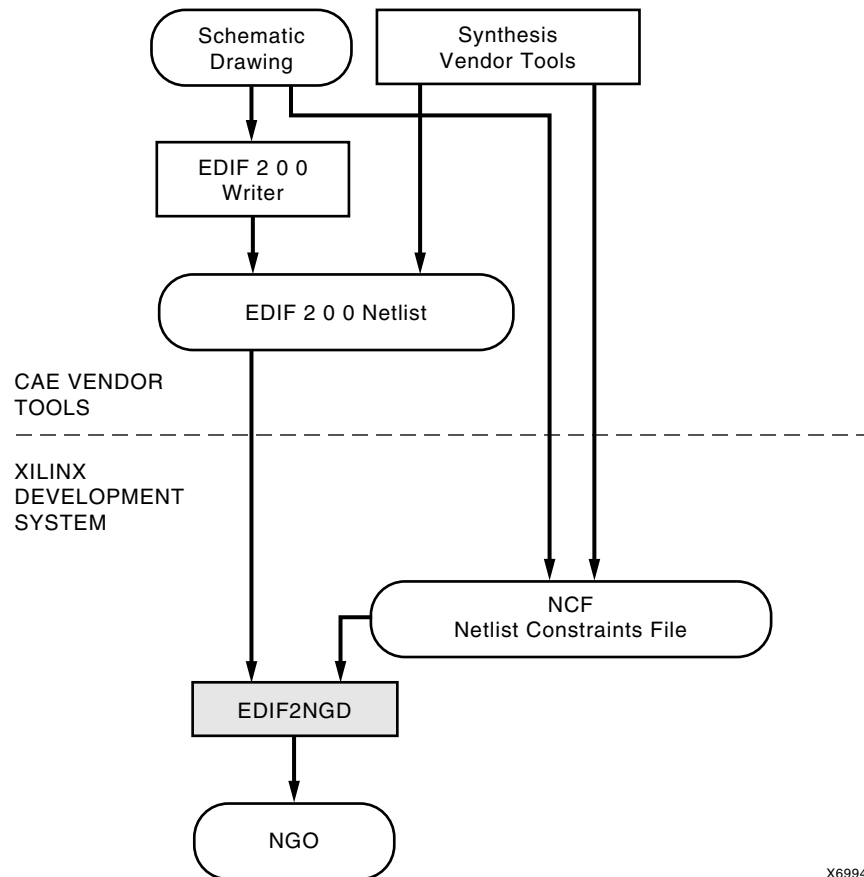 Schematic
Drawing
Synthesis
Vendor Tools
EDIF 2 0 0
Writer
EDIF 2 0 0 Netlist
CAE VENDOR
TOOLS
XILINX
DEVELOPMENT
SYSTEM
NCF
Netlist Constraints File
EDIF2NGD
NGO
X6994